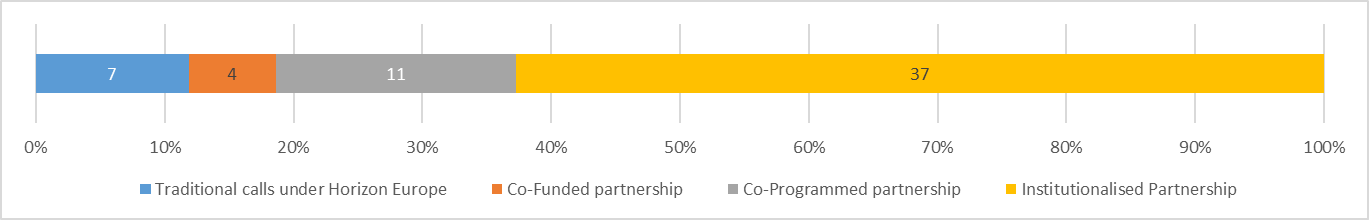 7 4 11 37
0% 10% 20% 30% 40% 50% 60% 70% 80% 90% 100%
Traditional calls under Horizon Europe Co-Funded partnership Co-Programmed partnership Institutionalised Partnership